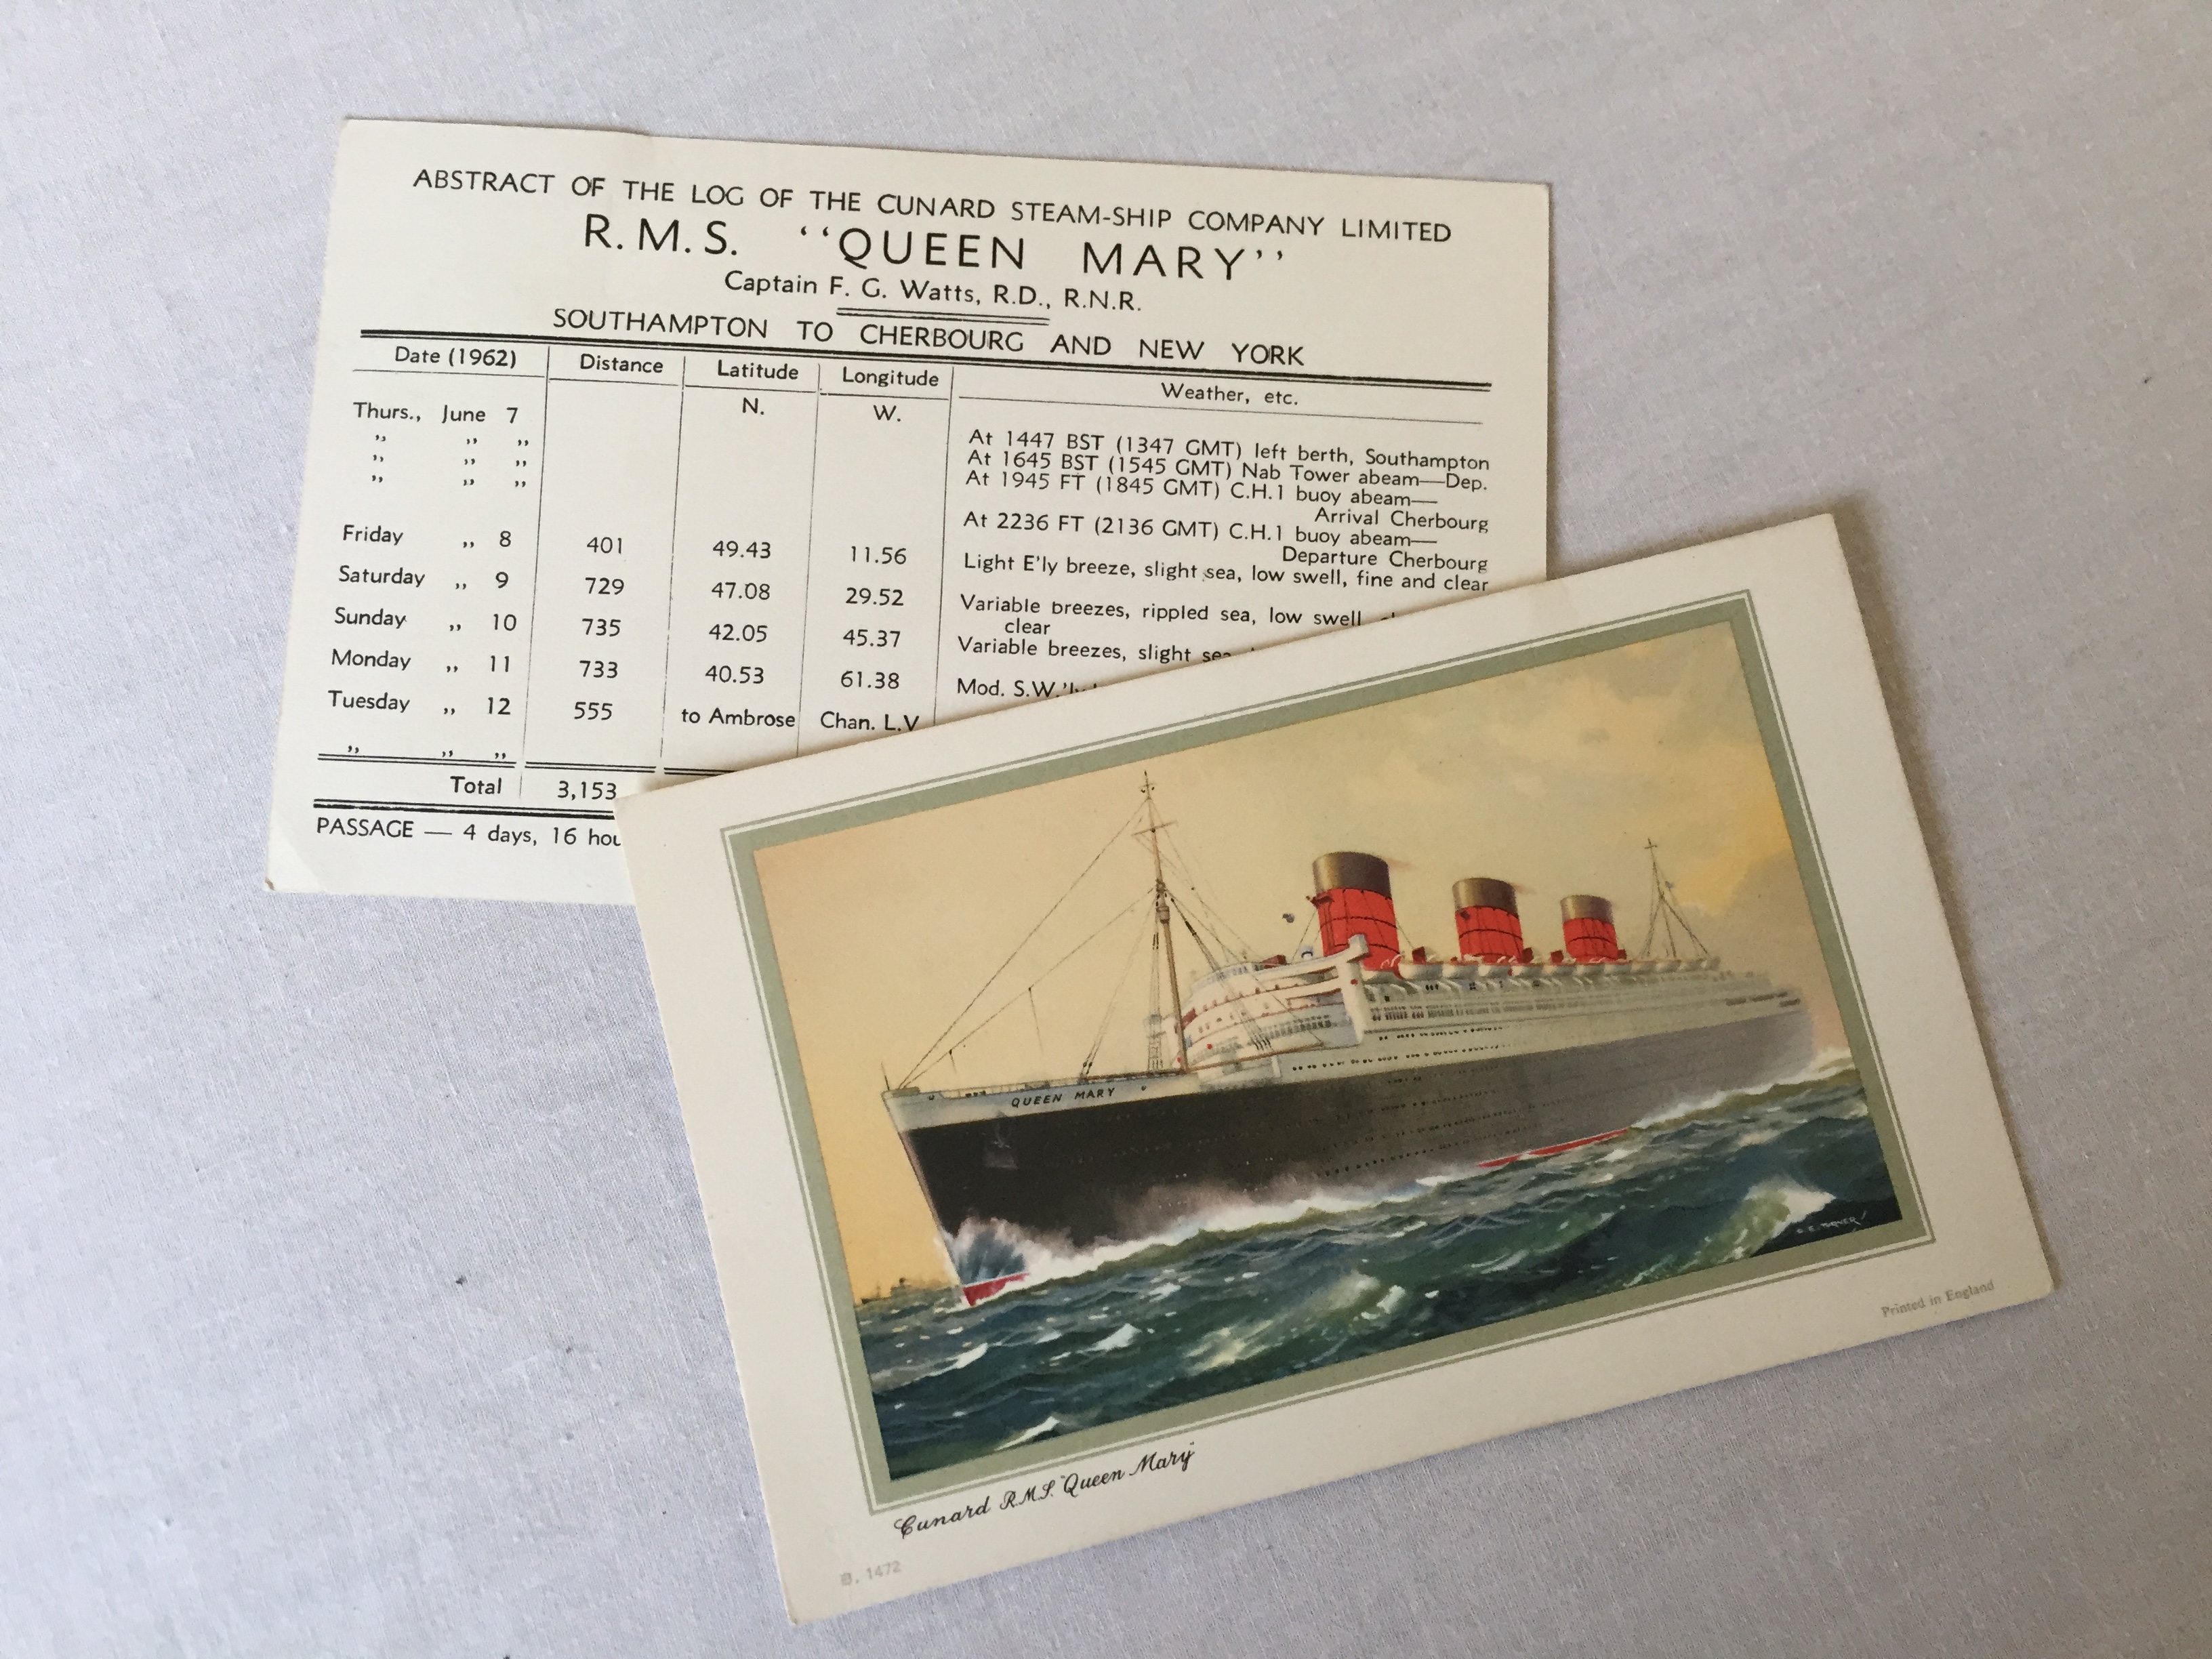 ABSTRACT OF THE LOG OF THE CUNARD STEAM-SHIP COMPANY LIMITED
R.M.S. ‘‘QUEEN MARY’’
Captain F. G. Watts, R.D., R.N.R.
SOUTHAMPTON TO CHERBOURG AND NEW YORK
Date (1962) Distance Latitude Longitude Weather, etc.
N. W.
Thurs., June 7 At 1447 BST (1347 GMT) left berth, Southampton
,, ,, ,, At 1645 BST (1545 GMT) Nab Tower abeam—Dep.
,, ,, ,, At 1945 FT (1845 GMT) C.H.1 buoy abeam—
Arrival Cherbourg
,, ,, ,, At 2236 FT (2136 GMT) C.H.1 buoy abeam—
Departure Cherbourg
Friday ,, 8 401 49.43 11.56 Light E'ly breeze, slight sea, low swell, fine and clear
Saturday ,, 9 729 47.08 29.52 Variable breezes, rippled sea, low swell
clear
Sunday ,, 10 735 42.05 45.37 Variable breezes, slight sea
Monday ,, 11 733 40.53 61.38 Mod. S.W.'ly
Tuesday ,, 12 555 to Ambrose Chan. L.V.
,, ,, ,,
Total 3,153
PASSAGE — 4 days, 16 hou
QUEEN MARY
Printed in England
Cunard R.M.S. "Queen Mary"
B. 1472